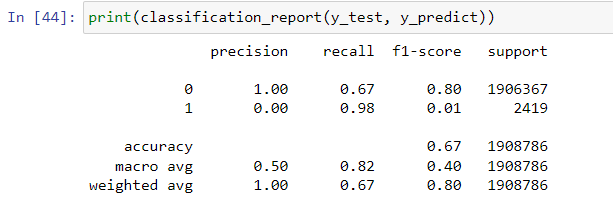 In [44]: print(classification_report(y_test, y_predict))
precision recall f1-score support
0 1.00 0.67 0.80 1906367
1 0.00 0.98 0.01 2419
accuracy 0.67 1908786
macro avg 0.50 0.82 0.40 1908786
weighted avg 1.00 0.67 0.80 1908786